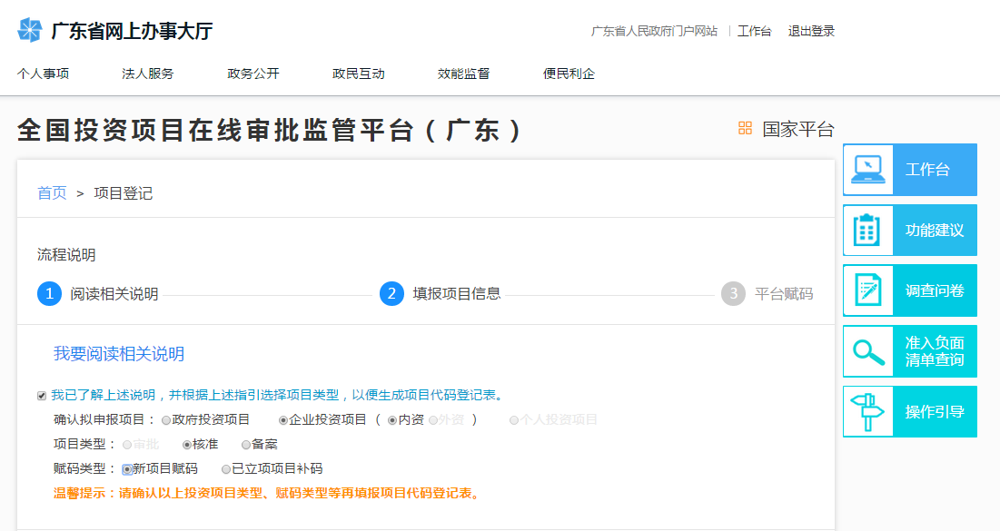 广东省网上办事大厅
广东省人民政府门户网站 | 工作台 退出登录
个人事项 法人服务 政务公开 政民互动 效能监督 便民利企
全国投资项目在线审批监管平台（广东）
国家平台
工作台
功能建议
调查问卷
准入负面
清单查询
操作引导
首页 > 项目登记
流程说明
1 阅读相关说明 2 填报项目信息 3 平台赋码
我要阅读相关说明
我已了解上述说明，并根据上述指引选择项目类型，以便生成项目代码登记表。
确认拟申报项目： 政府投资项目 企业投资项目 （ 内资 外资 ） 个人投资项目
项目类型： 审批 核准 备案
赋码类型： 新项目赋码 已立项项目补码
温馨提示：请确认以上投资项目类型、赋码类型等再填报项目代码登记表。